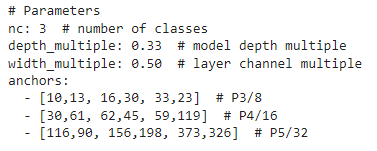 # Parameters
nc: 3  # number of classes
depth_multiple: 0.33  # model depth multiple
width_multiple: 0.50  # layer channel multiple
anchors:
  - [10,13, 16,30, 33,23]  # P3/8
  - [30,61, 62,45, 59,119]  # P4/16
  - [116,90, 156,198, 373,326]  # P5/32